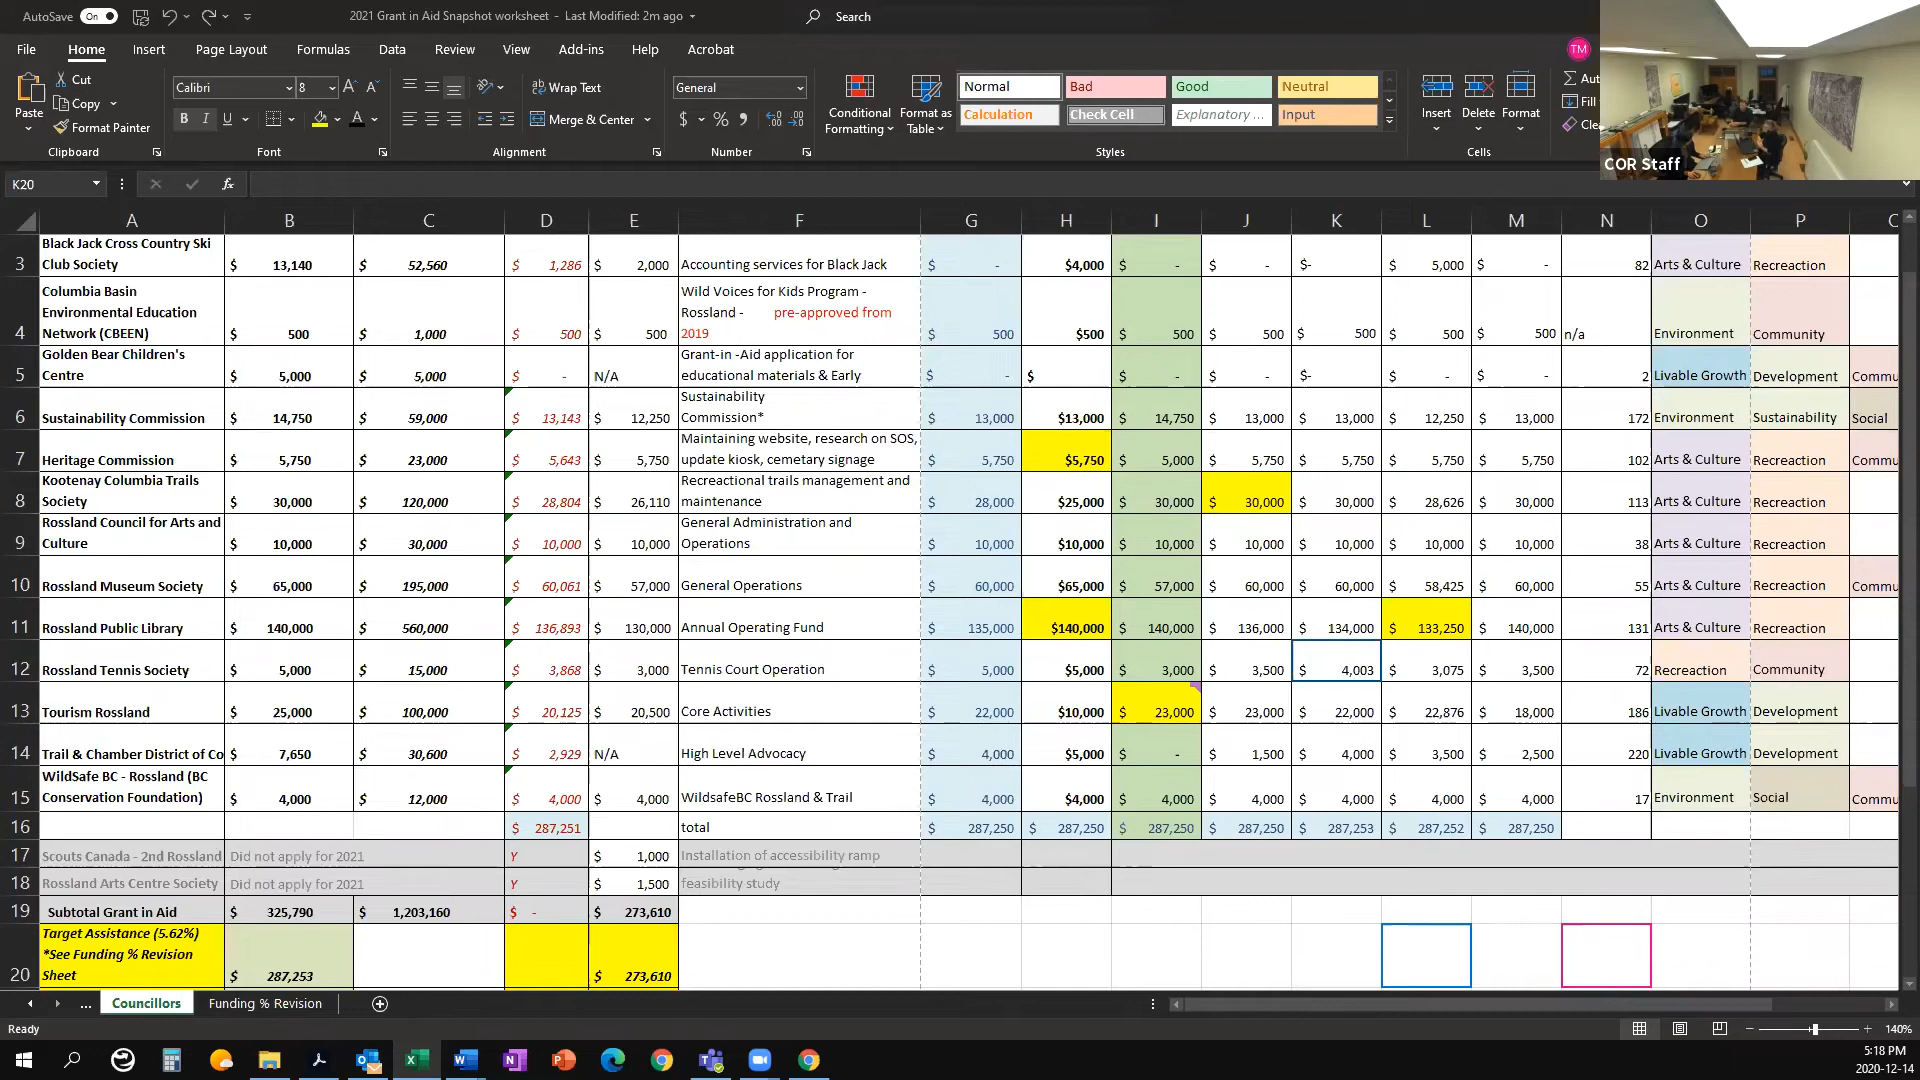 AutoSave On 2021 Grant in Aid Snapshot worksheet - Last Modified: 2m ago Search
File Home Insert Page Layout Formulas Data Review View Add-ins Help Acrobat TM
Paste Cut Copy Format Painter
Calibri 8 B I U A A A
Wrap Text Merge & Center
General $ % 9
Conditional Formatting Format as Table
Normal Bad Good Neutral
Calculation Check Cell Explanatory ... Input
Insert Delete Format
Aut Fill Cle
Clipboard Font Alignment Number Styles Cells
COR Staff
K20 fx
A B C D E F G H I J K L M N O P
3 Black Jack Cross Country Ski Club Society $ 13,140 $ 52,560 $ 1,286 $ 2,000 Accounting services for Black Jack $ - $4,000 $ - $ - $- $ 5,000 $ - 82 Arts & Culture Recreaction
4 Columbia Basin Environmental Education Network (CBEEN) $ 500 $ 1,000 $ 500 $ 500 Wild Voices for Kids Program - Rossland - pre-approved from 2019 $ 500 $500 $ 500 $ 500 $ 500 $ 500 $ 500 n/a Environment Community
5 Golden Bear Children's Centre $ 5,000 $ 5,000 $ - N/A Grant-in -Aid application for educational materials & Early $ - $ $ - $ - $- $ - $ - 2 Livable Growth Development Commu
6 Sustainability Commission $ 14,750 $ 59,000 $ 13,143 $ 12,250 Sustainability Commission* $ 13,000 $13,000 $ 14,750 $ 13,000 $ 13,000 $ 12,250 $ 13,000 172 Environment Sustainability Social
7 Heritage Commission $ 5,750 $ 23,000 $ 5,643 $ 5,750 Maintaining website, research on SOS, update kiosk, cemetary signage $ 5,750 $5,750 $ 5,000 $ 5,750 $ 5,750 $ 5,750 $ 5,750 102 Arts & Culture Recreaction Commu
8 Kootenay Columbia Trails Society $ 30,000 $ 120,000 $ 28,804 $ 26,110 Recreactional trails management and maintenance $ 28,000 $25,000 $ 30,000 $ 30,000 $ 30,000 $ 28,626 $ 30,000 113 Arts & Culture Recreaction
9 Rossland Council for Arts and Culture $ 10,000 $ 30,000 $ 10,000 $ 10,000 General Administration and Operations $ 10,000 $10,000 $ 10,000 $ 10,000 $ 10,000 $ 10,000 $ 10,000 38 Arts & Culture Recreaction
10 Rossland Museum Society $ 65,000 $ 195,000 $ 60,061 $ 57,000 General Operations $ 60,000 $65,000 $ 57,000 $ 60,000 $ 60,000 $ 58,425 $ 60,000 55 Arts & Culture Recreaction Commu
11 Rossland Public Library $ 140,000 $ 560,000 $ 136,893 $ 130,000 Annual Operating Fund $ 135,000 $140,000 $ 140,000 $ 136,000 $ 134,000 $ 133,250 $ 140,000 131 Arts & Culture Recreaction
12 Rossland Tennis Society $ 5,000 $ 15,000 $ 3,868 $ 3,000 Tennis Court Operation $ 5,000 $5,000 $ 3,000 $ 3,500 $ 4,003 $ 3,075 $ 3,500 72 Recreaction Community
13 Tourism Rossland $ 25,000 $ 100,000 $ 20,125 $ 20,500 Core Activities $ 22,000 $10,000 $ 23,000 $ 23,000 $ 22,000 $ 22,876 $ 18,000 186 Livable Growth Development
14 Trail & Chamber District of Co $ 7,650 $ 30,600 $ 2,929 N/A High Level Advocacy $ 4,000 $5,000 $ - $ 1,500 $ 4,000 $ 3,500 $ 2,500 220 Livable Growth Development
15 WildSafe BC - Rossland (BC Conservation Foundation) $ 4,000 $ 12,000 $ 4,000 $ 4,000 WildsafeBC Rossland & Trail $ 4,000 $4,000 $ 4,000 $ 4,000 $ 4,000 $ 4,000 $ 4,000 17 Environment Social Commu
16 $ 287,251 total $ 287,250 $ 287,250 $ 287,250 $ 287,250 $ 287,253 $ 287,252 $ 287,250
17 Scouts Canada - 2nd Rossland Did not apply for 2021 Y $ 1,000 Installation of accessibility ramp
18 Rossland Arts Centre Society Did not apply for 2021 Y $ 1,500 feasibility study
19 Subtotal Grant in Aid $ 325,790 $ 1,203,160 $ - $ 273,610
20 Target Assistance (5.62%) *See Funding % Revision Sheet $ 287,253 $ 273,610
... Councillors Funding % Revision
Ready 140%
5:18 PM
2020-12-14